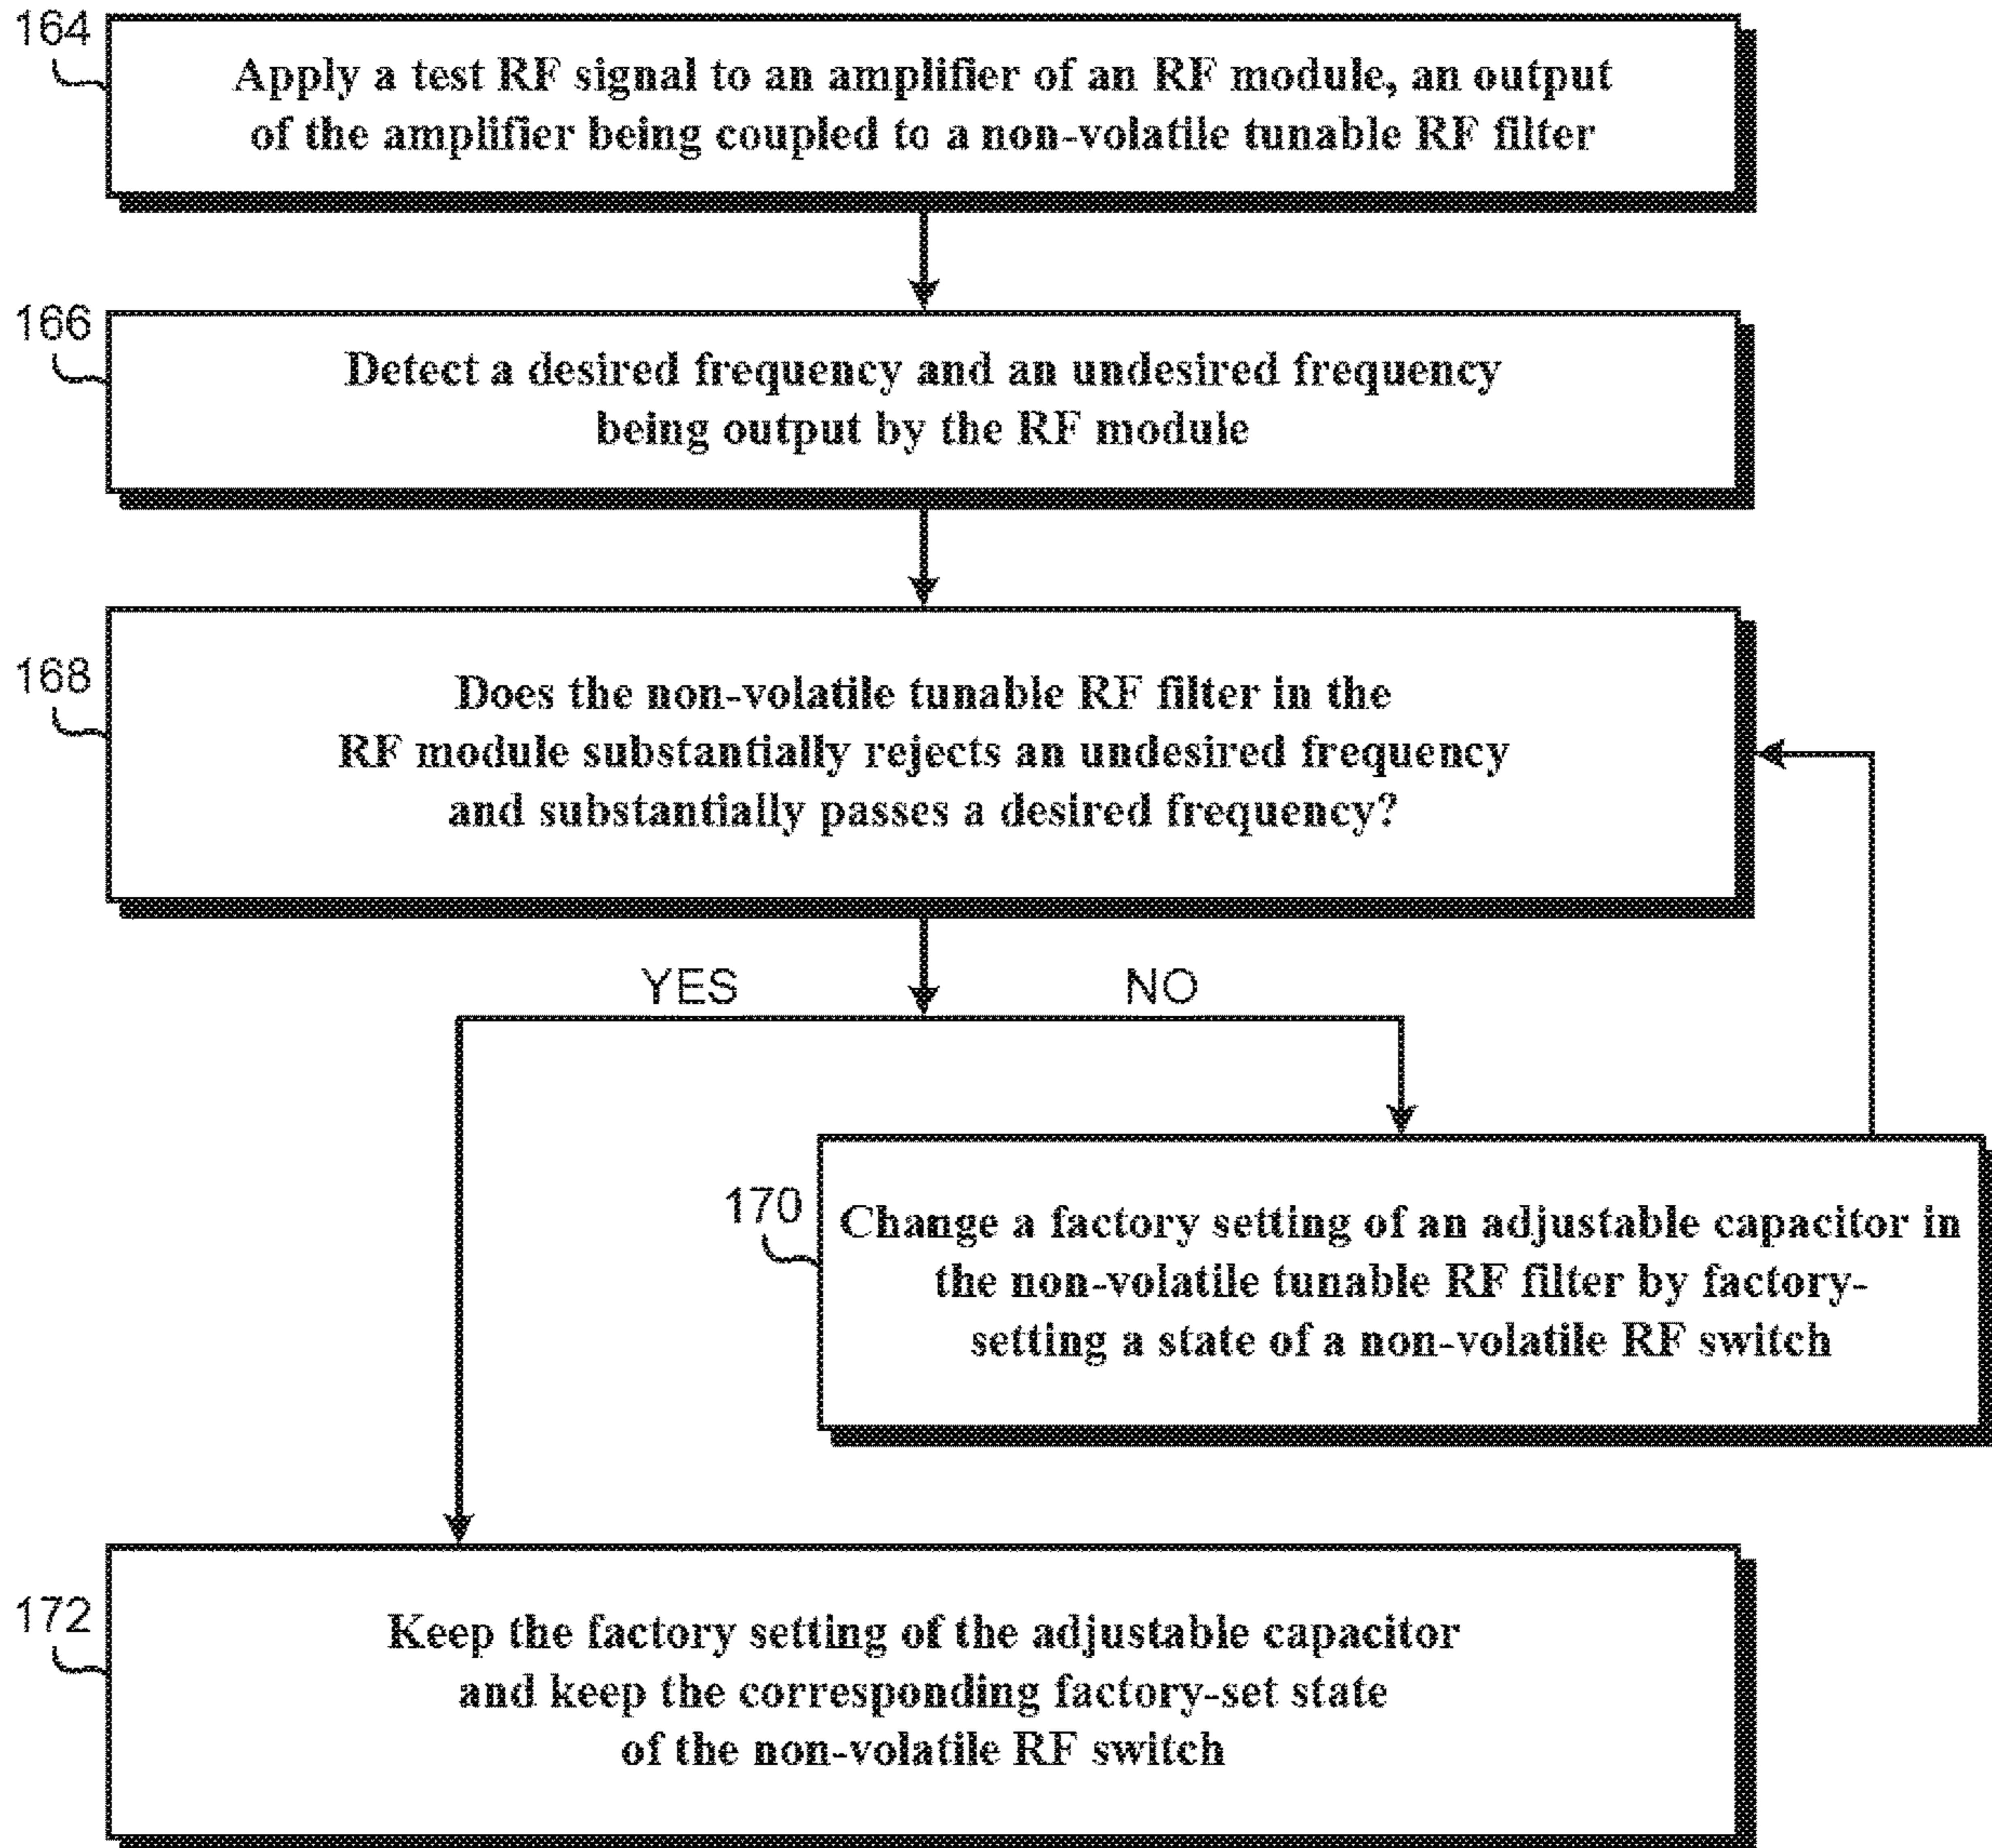 164
Apply a test RF signal to an amplifier of an RF module, an output
of the amplifier being coupled to a non-volatile tunable RF filter
166
Detect a desired frequency and an undesired frequency
being output by the RF module
168
Does the non-volatile tunable RF filter in the
RF module substantially rejects an undesired frequency
and substantially passes a desired frequency?
YES
NO
170
Change a factory setting of an adjustable capacitor in
the non-volatile tunable RF filter by factory-
setting a state of a non-volatile RF switch
172
Keep the factory setting of the adjustable capacitor
and keep the corresponding factory-set state
of the non-volatile RF switch